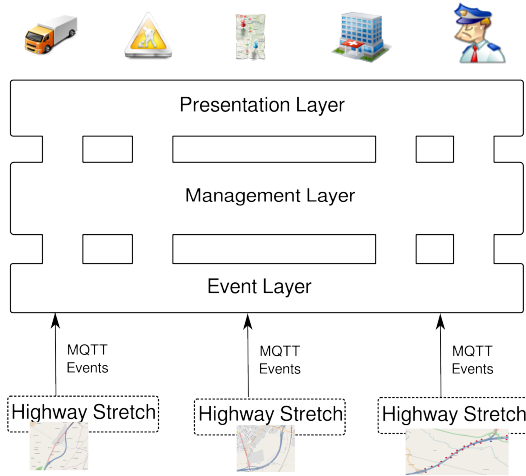 Presentation Layer
Management Layer
Event Layer
MQTT
Events
MQTT
Events
MQTT
Events
Highway Stretch
Highway Stretch
Highway Stretch